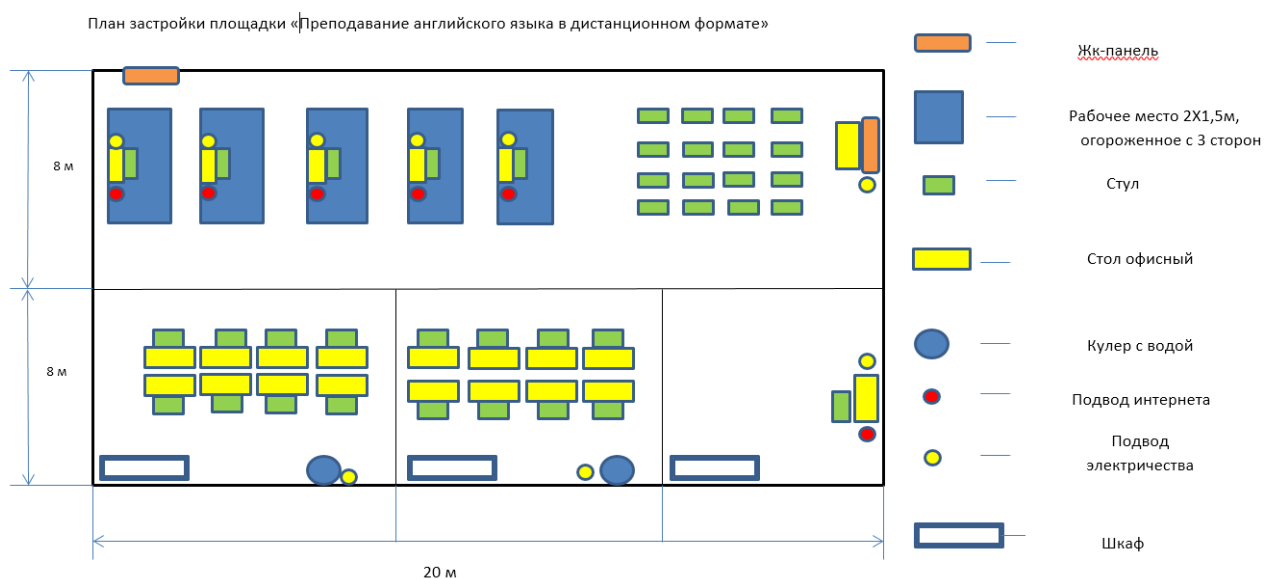 План застройки площадки «Преподавание английского языка в дистанционном формате»
Жк-панель
Рабочее место 2Х1,5м,
огороженное с 3 сторон
8 м
Стул
Стол офисный
Кулер с водой
8 м
Подвод интернета
Подвод
электричества
Шкаф
20 м